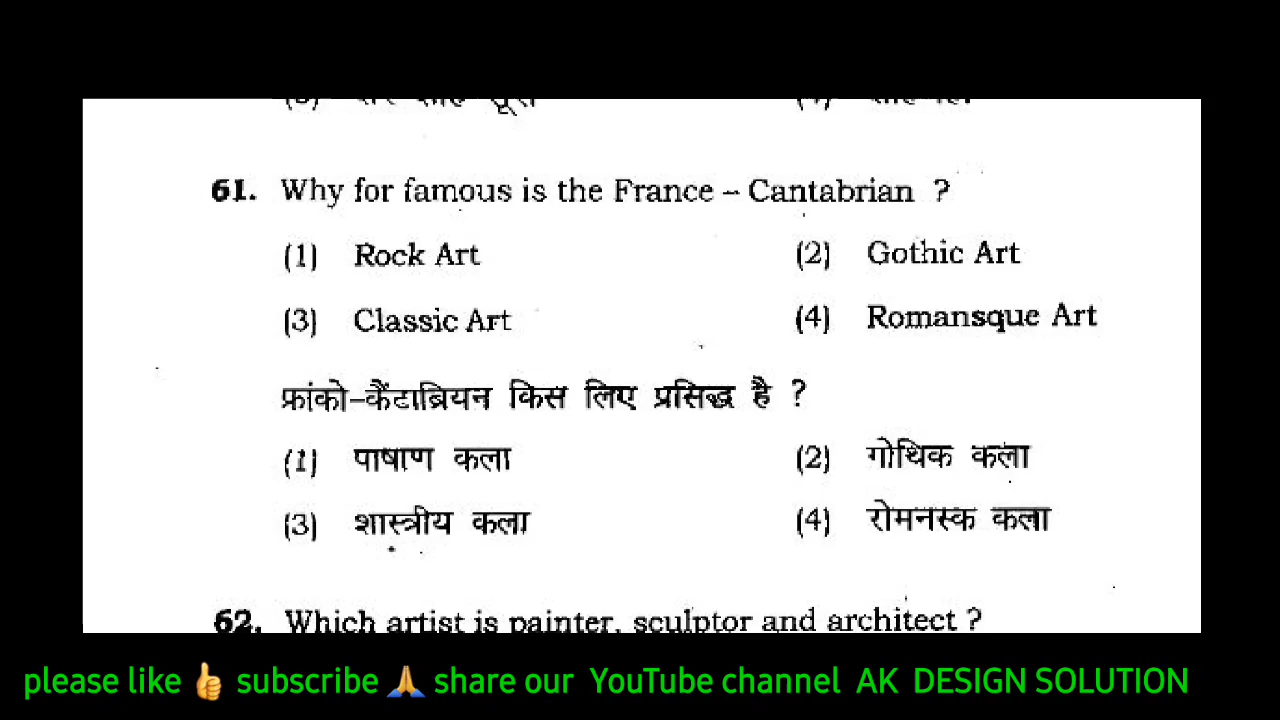 61. Why for famous is the France – Cantabrian ?
(1) Rock Art (2) Gothic Art
(3) Classic Art (4) Romansque Art
फ्रांको–कैंटाब्रियन किस लिए प्रसिद्ध है ?
(1) पाषाण कला (2) गोथिक कला
(3) शास्त्रीय कला (4) रोमनस्क कला
62. Which artist is painter, sculptor and architect ?
please like 👍 subscribe 🙏 share our YouTube channel AK DESIGN SOLUTION